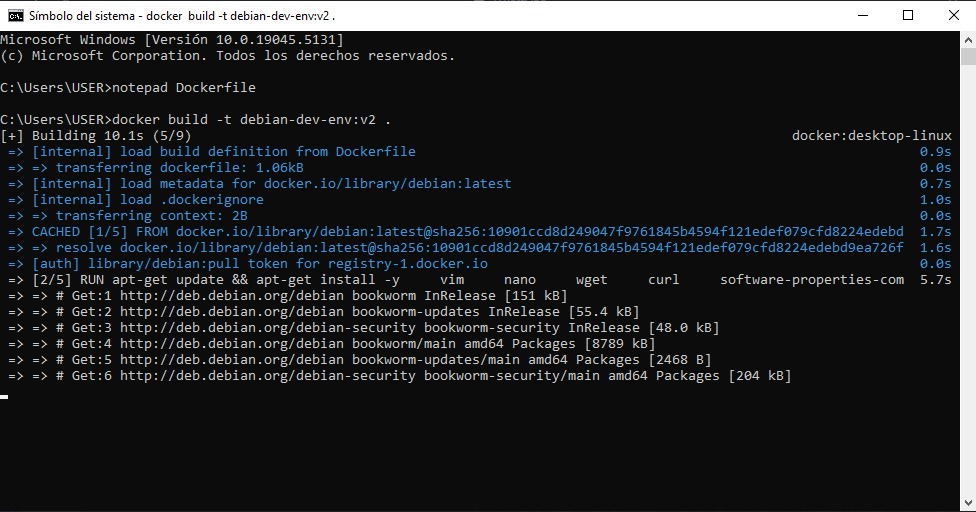 Símbolo del sistema - docker build -t debian-dev-env:v2 .
Microsoft Windows [Versión 10.0.19045.5131]
(c) Microsoft Corporation. Todos los derechos reservados.
C:\Users\USER>notepad Dockerfile
C:\Users\USER>docker build -t debian-dev-env:v2 .
[+] Building 10.1s (5/9) docker:desktop-linux
=> [internal] load build definition from Dockerfile 0.9s
=> => transferring dockerfile: 1.06kB 0.0s
=> [internal] load metadata for docker.io/library/debian:latest 0.7s
=> [internal] load .dockerignore 1.0s
=> => transferring context: 2B 0.0s
=> CACHED [1/5] FROM docker.io/library/debian:latest@sha256:10901ccd8d249047f9761845b4594f121edef079cfd8224edebd 1.7s
=> => resolve docker.io/library/debian:latest@sha256:10901ccd8d249047f9761845b4594f121edef079cfd8224edebd9ea726f 1.6s
=> [auth] library/debian:pull token for registry-1.docker.io 0.0s
=> [2/5] RUN apt-get update && apt-get install -y     vim     nano     wget     curl     software-properties-com 5.7s
=> => # Get:1 http://deb.debian.org/debian bookworm InRelease [151 kB]
=> => # Get:2 http://deb.debian.org/debian bookworm-updates InRelease [55.4 kB]
=> => # Get:3 http://deb.debian.org/debian-security bookworm-security InRelease [48.0 kB]
=> => # Get:4 http://deb.debian.org/debian bookworm/main amd64 Packages [8789 kB]
=> => # Get:5 http://deb.debian.org/debian bookworm-updates/main amd64 Packages [2468 B]
=> => # Get:6 http://deb.debian.org/debian-security bookworm-security/main amd64 Packages [204 kB]